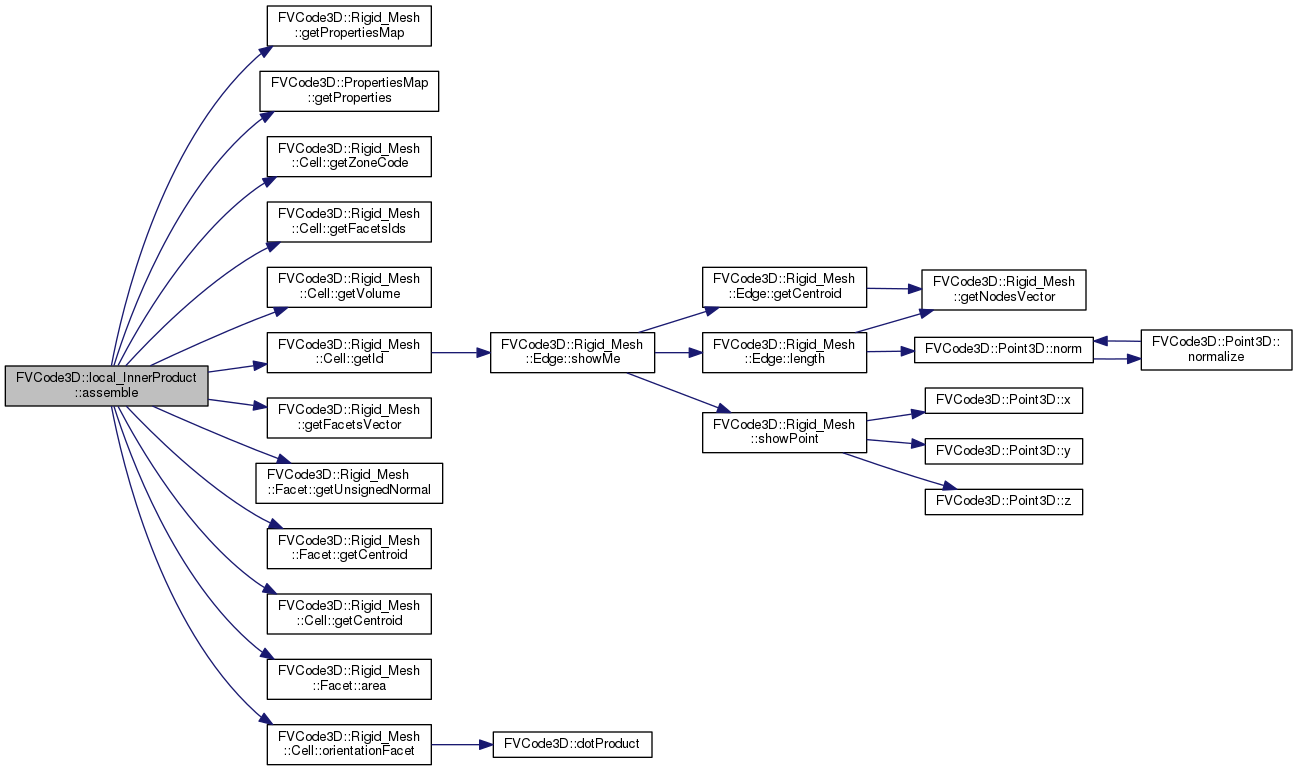 FVCode3D::Rigid_Mesh
::getPropertiesMap
FVCode3D::PropertiesMap
::getProperties
FVCode3D::Rigid_Mesh
::Cell::getZoneCode
FVCode3D::Rigid_Mesh
::Cell::getFacetsIds
FVCode3D::Rigid_Mesh
::Cell::getVolume
FVCode3D::local_InnerProduct
::assemble
FVCode3D::Rigid_Mesh
::Cell::getId
FVCode3D::Rigid_Mesh
::getFacetsVector
FVCode3D::Rigid_Mesh
::Facet::getUnsignedNormal
FVCode3D::Rigid_Mesh
::Facet::getCentroid
FVCode3D::Rigid_Mesh
::Cell::getCentroid
FVCode3D::Rigid_Mesh
::Facet::area
FVCode3D::Rigid_Mesh
::Cell::orientationFacet
FVCode3D::Rigid_Mesh
::Edge::showMe
FVCode3D::Rigid_Mesh
::Edge::getCentroid
FVCode3D::Rigid_Mesh
::Edge::length
FVCode3D::Rigid_Mesh
::showPoint
FVCode3D::Rigid_Mesh
::getNodesVector
FVCode3D::Point3D::norm
FVCode3D::Point3D::
normalize
FVCode3D::Point3D::x
FVCode3D::Point3D::y
FVCode3D::Point3D::z
FVCode3D::dotProduct